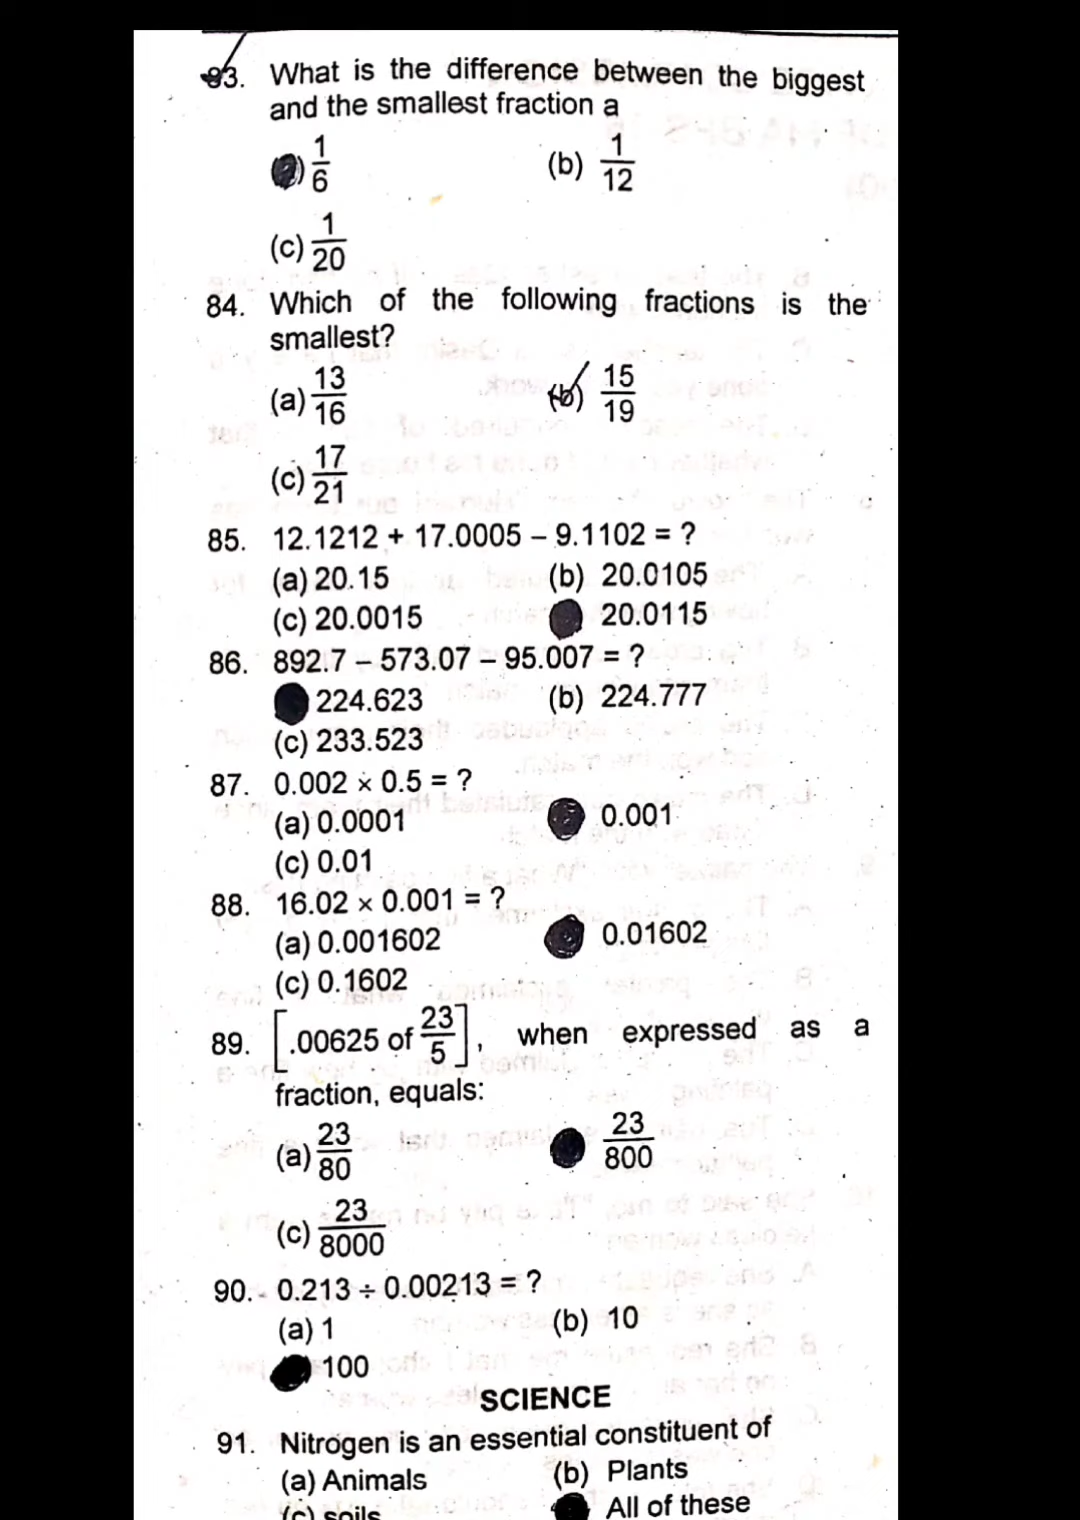 83. What is the difference between the biggest
and the smallest fraction a
1/6 (b) 1/12
(c) 1/20
84. Which of the following fractions is the
smallest?
(a) 13/16 (b) 15/19
(c) 17/21
85. 12.1212 + 17.0005 – 9.1102 = ?
(a) 20.15 (b) 20.0105
(c) 20.0015 20.0115
86. 892.7 – 573.07 – 95.007 = ?
224.623 (b) 224.777
(c) 233.523
87. 0.002 × 0.5 = ?
(a) 0.0001 0.001
(c) 0.01
88. 16.02 × 0.001 = ?
(a) 0.001602 0.01602
(c) 0.1602
89. [.00625 of 23/5], when expressed as a
fraction, equals:
(a) 23/80 23/800
(c) 23/8000
90. 0.213 ÷ 0.00213 = ?
(a) 1 (b) 10
100
SCIENCE
91. Nitrogen is an essential constituent of
(a) Animals (b) Plants
(c) soils All of these